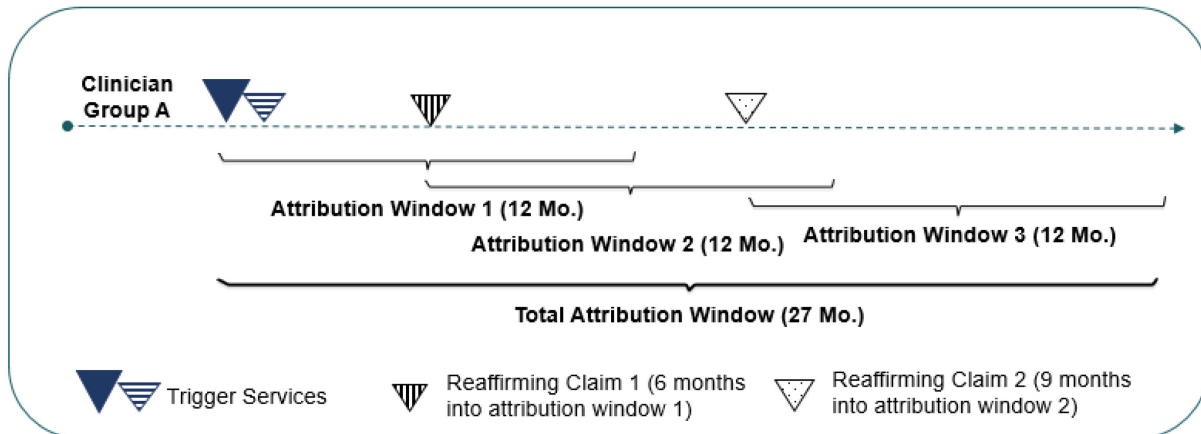 Clinician
Group A
Attribution Window 1 (12 Mo.)
Attribution Window 2 (12 Mo.)
Attribution Window 3 (12 Mo.)
Total Attribution Window (27 Mo.)
Trigger Services
Reaffirming Claim 1 (6 months
into attribution window 1)
Reaffirming Claim 2 (9 months
into attribution window 2)